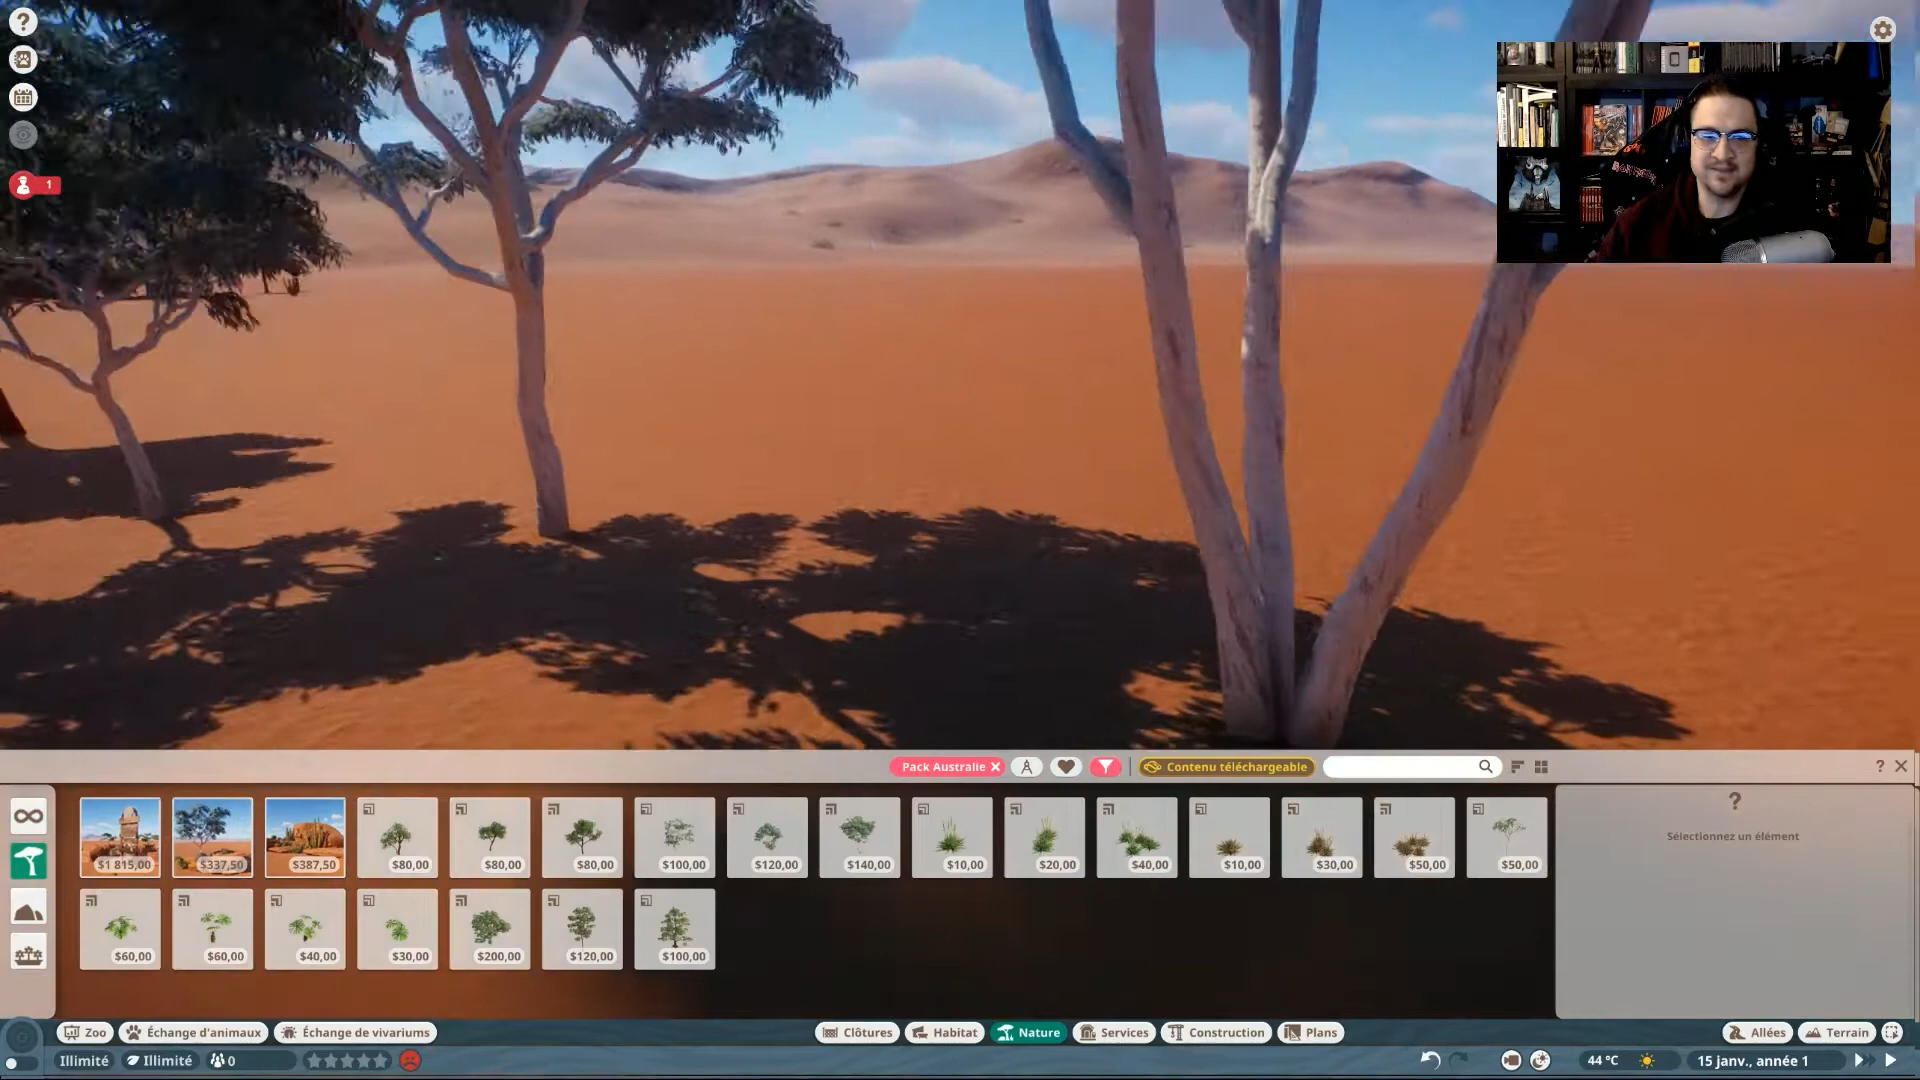 ?
1
Pack Australie ×
Contenu téléchargeable
?
$1 815,00 $337,50 $387,50 $80,00 $80,00 $80,00 $100,00 $120,00 $140,00 $10,00 $20,00 $40,00 $10,00 $30,00 $50,00 $50,00
$60,00 $60,00 $40,00 $30,00 $200,00 $120,00 $100,00
?
Sélectionnez un élément
Zoo Échange d'animaux Échange de vivariums Clôtures Habitat Nature Services Construction Plans Allées Terrain
Illimité Illimité 0 44 °C 15 janv., année 1